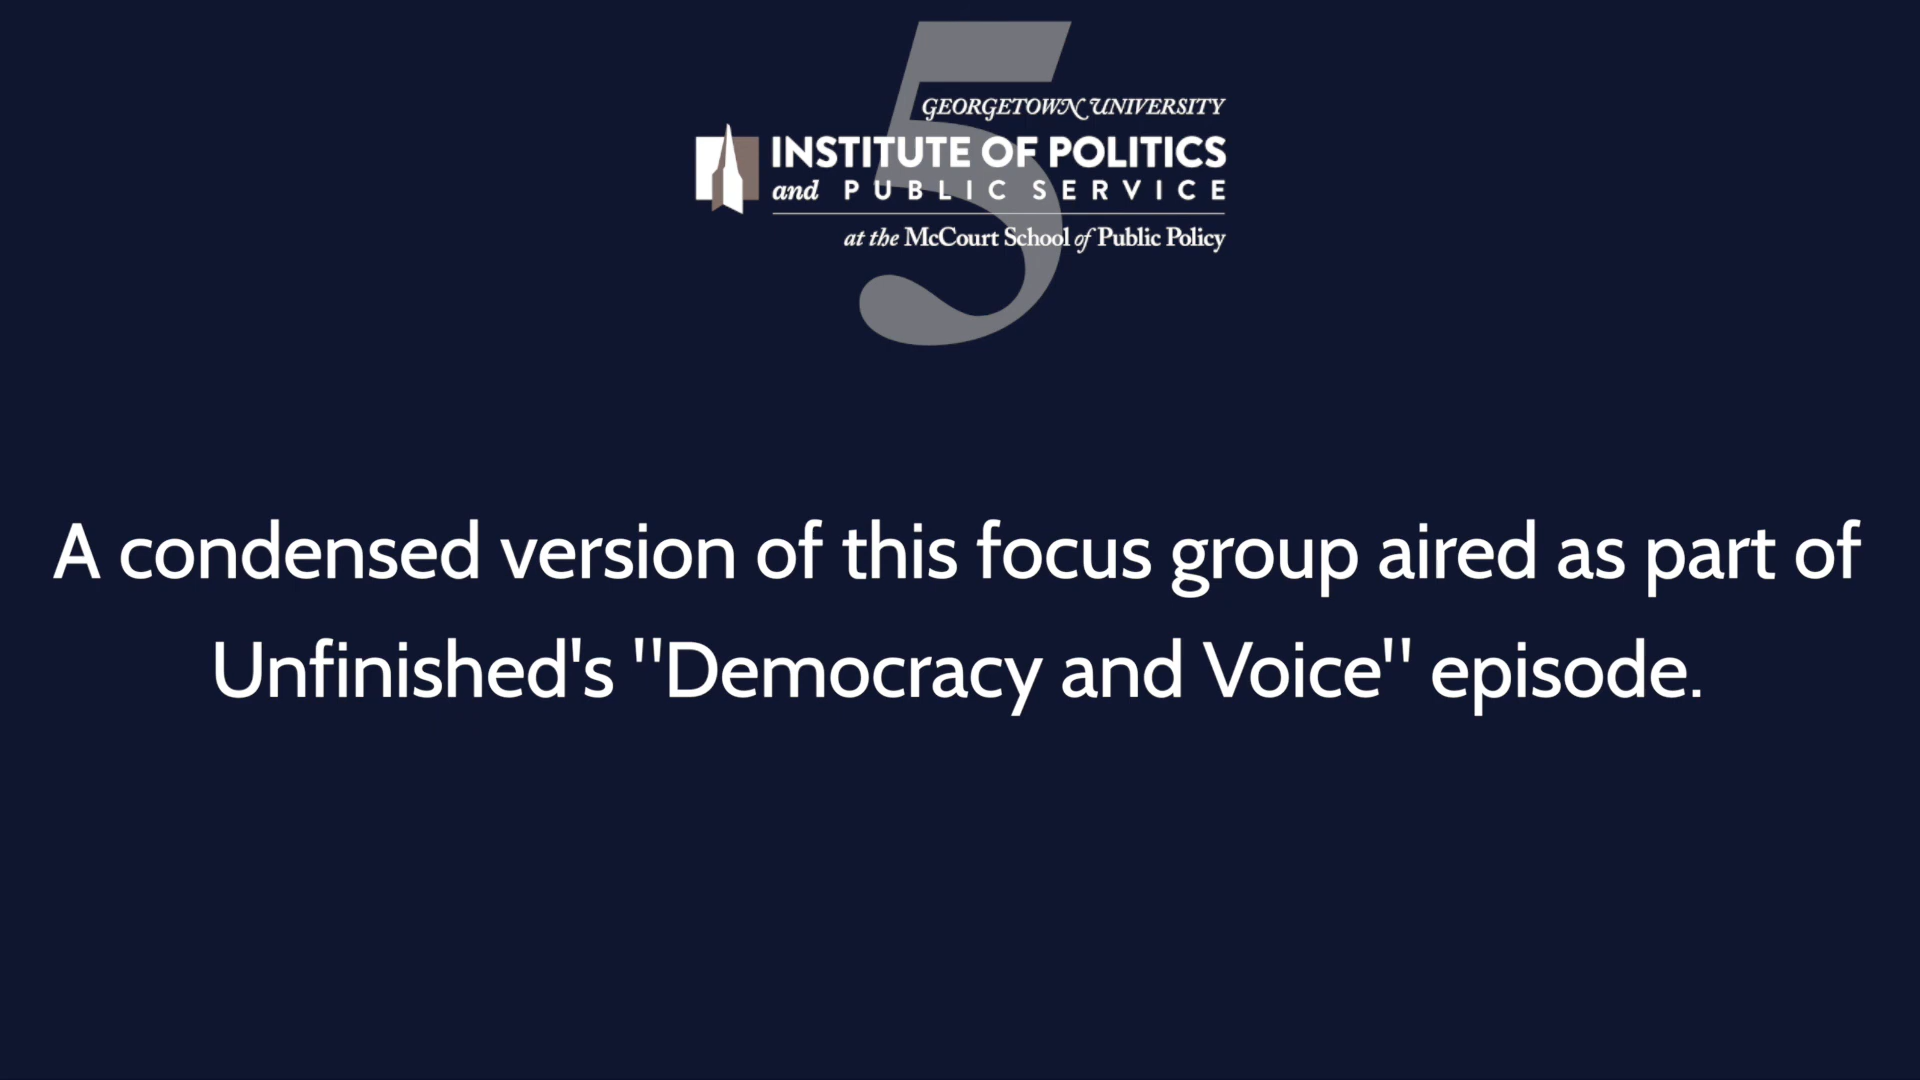 5
GEORGETOWN UNIVERSITY
INSTITUTE OF POLITICS
and PUBLIC SERVICE
at the McCourt School of Public Policy
A condensed version of this focus group aired as part of
Unfinished's "Democracy and Voice" episode.